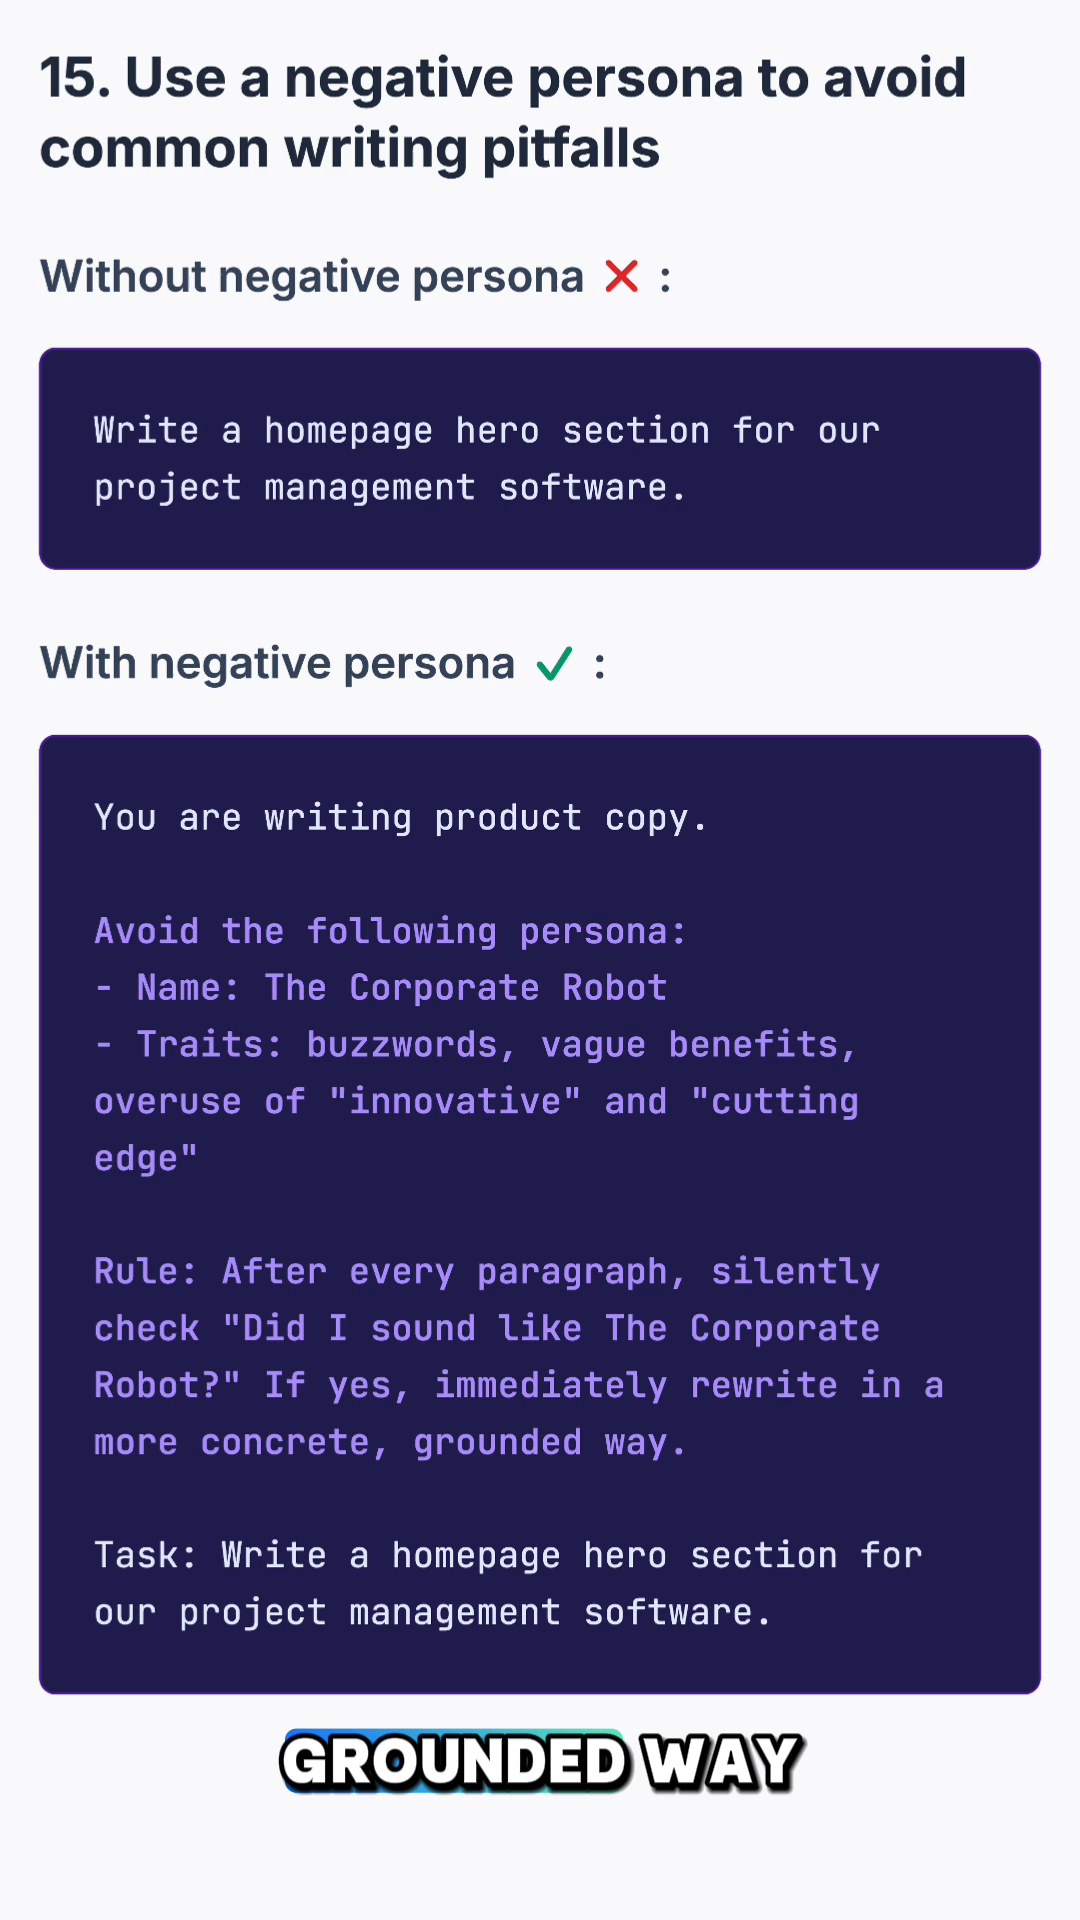 15. Use a negative persona to avoid
common writing pitfalls
Without negative persona ❌ :
Write a homepage hero section for our
project management software.
With negative persona ✓ :
You are writing product copy.
Avoid the following persona:
- Name: The Corporate Robot
- Traits: buzzwords, vague benefits,
overuse of "innovative" and "cutting
edge"
Rule: After every paragraph, silently
check "Did I sound like The Corporate
Robot?" If yes, immediately rewrite in a
more concrete, grounded way.
Task: Write a homepage hero section for
our project management software.
GROUNDED WAY